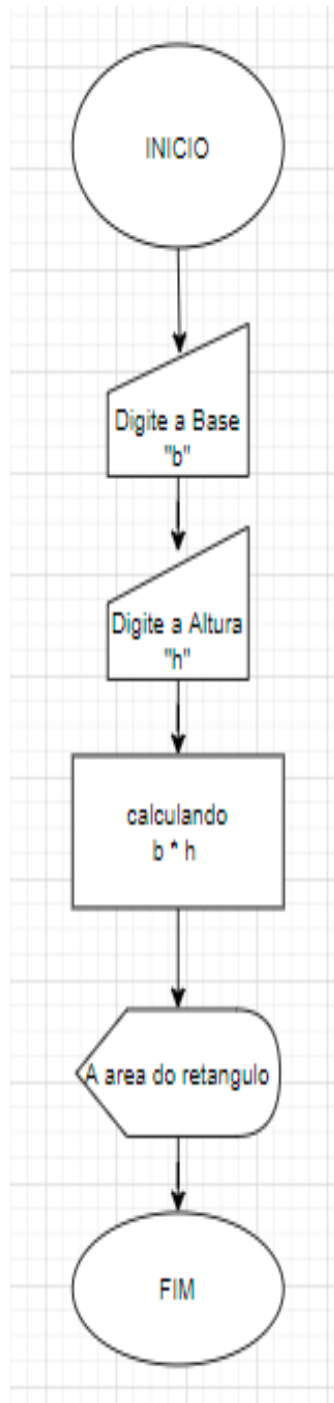 INICIO
Digite a Base
"b"
Digite a Altura
"h"
calculando
b * h
A area do retangulo
FIM